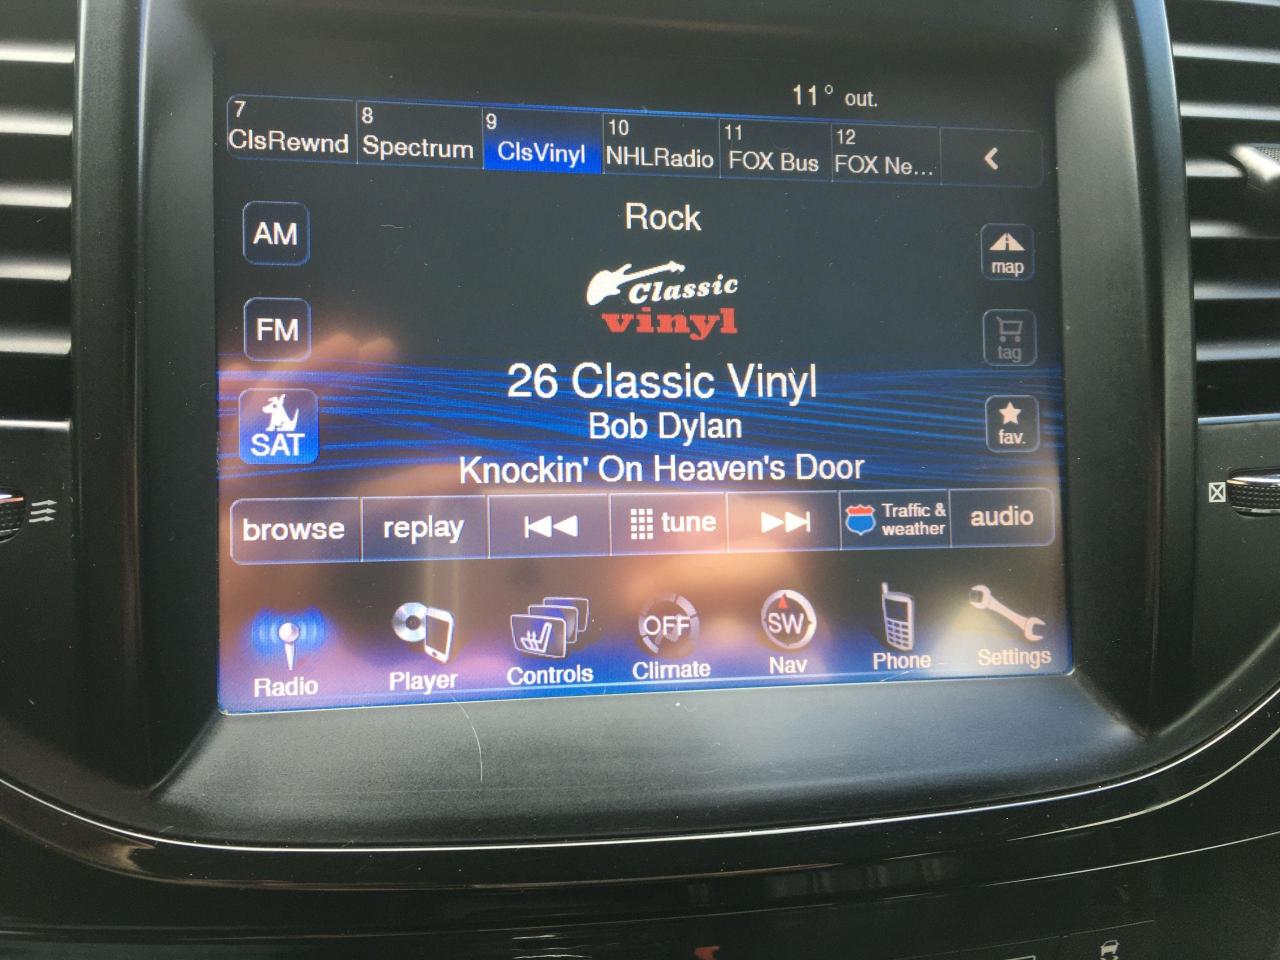 11° out.
7 ClsRewnd
8 Spectrum
9 ClsVinyl
10 NHLRadio
11 FOX Bus
12 FOX Ne...
AM
Rock
map
Classic
vinyl
FM
tag
26 Classic Vinyl
SAT
Bob Dylan
fav.
Knockin' On Heaven's Door
browse
replay
tune
Traffic &
weather
audio
Radio
Player
Controls
OFF
Climate
SW
Nav
Phone
Settings